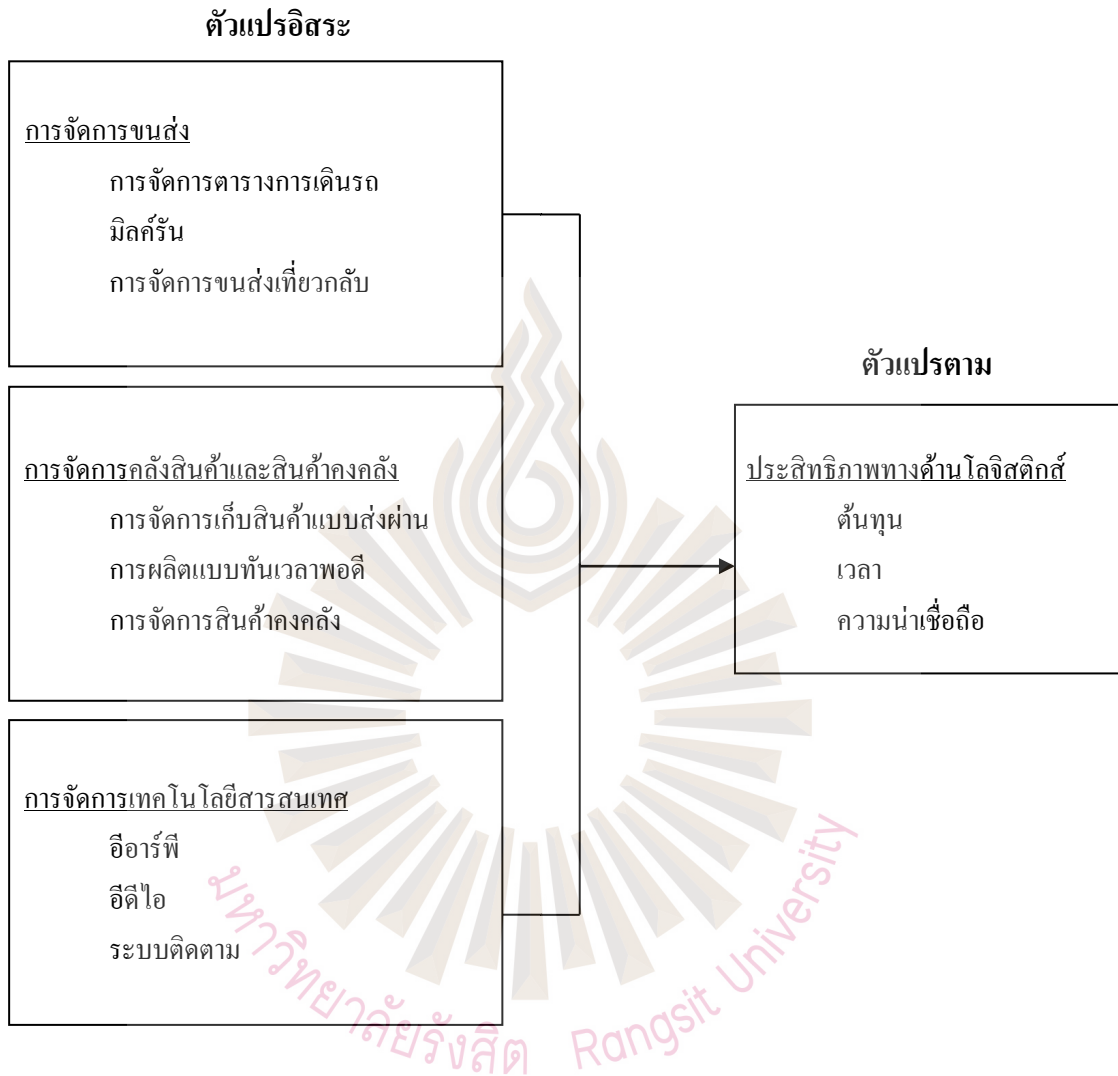 ตัวแปรอิสระ
การจัดการขนส่ง
การจัดการตารางการเดินรถ
มิลค์รัน
การจัดการขนส่งเที่ยวกลับ
การจัดการคลังสินค้าและสินค้าคงคลัง
การจัดการเก็บสินค้าแบบส่งผ่าน
การผลิตแบบทันเวลาพอดี
การจัดการสินค้าคงคลัง
การจัดการเทคโนโลยีสารสนเทศ
อีอาร์พี
อีดีไอ
ระบบติดตาม
ตัวแปรตาม
ประสิทธิภาพทางด้านโลจิสติกส์
ต้นทุน
เวลา
ความน่าเชื่อถือ
มหาวิทยาลัยรังสิต Rangsit University